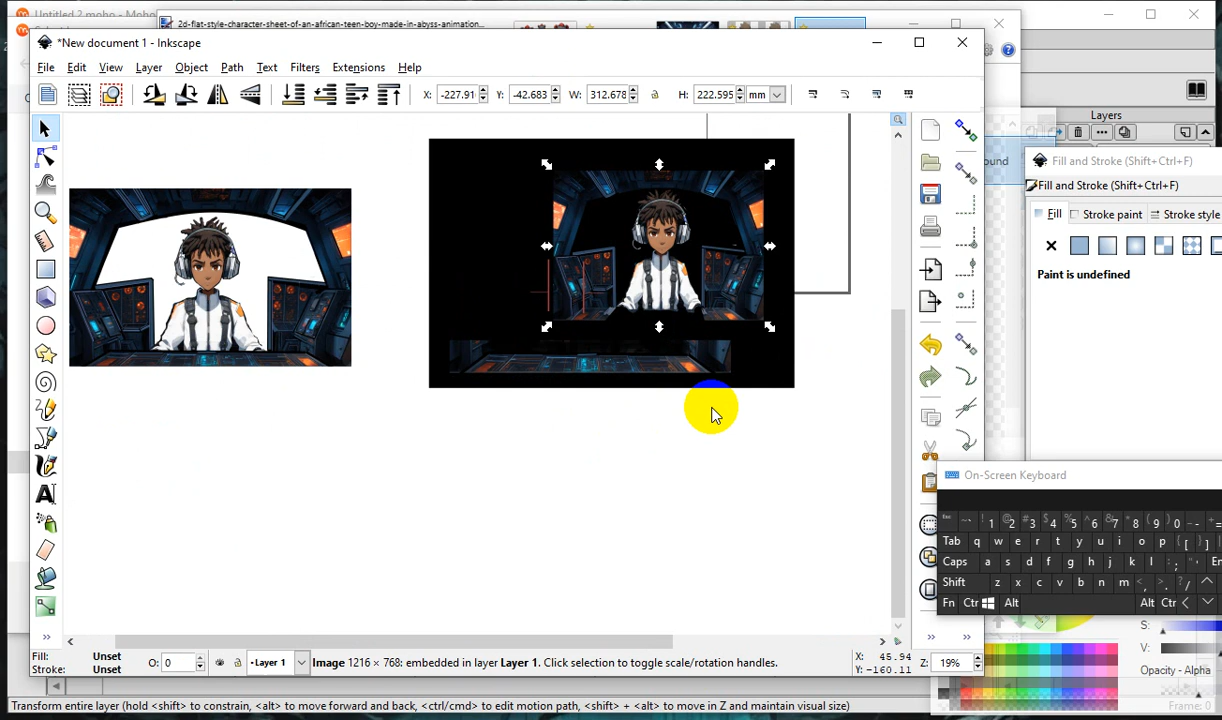 Untitled 2 moho - Moho
2d-flat-style-character-sheet-of-an-african-teen-boy-made-in-abyss-animation...
*New document 1 - Inkscape
File Edit View Layer Object Path Text Filters Extensions Help
X: -227.91 Y: -42.683 W: 312.678 H: 222.595 mm
Layers
ound
Fill and Stroke (Shift+Ctrl+F)
Fill and Stroke (Shift+Ctrl+F)
Fill Stroke paint Stroke style
Paint is undefined
On-Screen Keyboard
Tab q w e r t y u i o p
Caps a s d f g h j k l
Shift z x c v b n m
Fn Ctr Alt Alt Ctr
S:
V:
Opacity - Alpha
Frame: 0
Fill: Unset
Stroke: Unset
O: 0
Layer 1
Image 1216 × 768: embedded in layer Layer 1. Click selection to toggle scale/rotation handles.
X: 45.94
Y: -160.11
Z: 19%
Transform entire layer (hold <shift> to constrain, <alt> to move forward and back, <ctrl/cmd> to edit motion path, <shift> + <alt> to move in Z and maintain visual size)